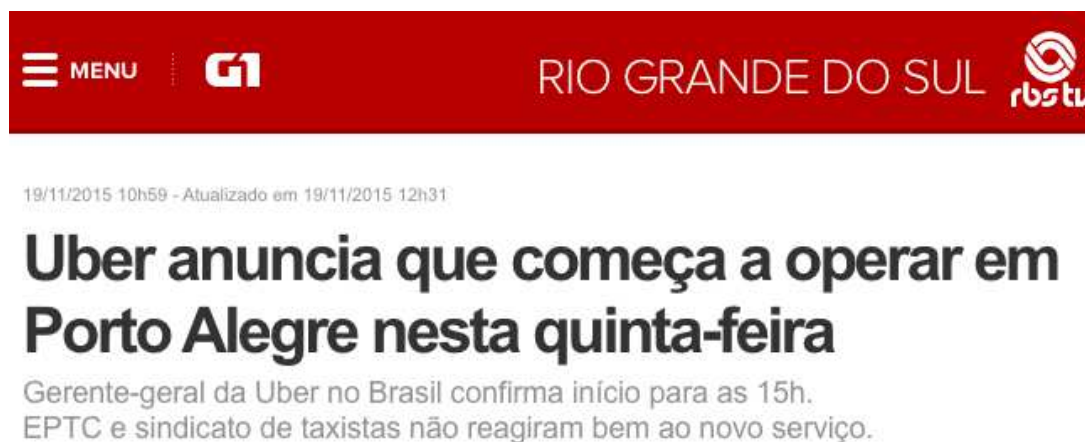 MENU G1 RIO GRANDE DO SUL rbs tv
19/11/2015 10h59 - Atualizado em 19/11/2015 12h31
Uber anuncia que começa a operar em
Porto Alegre nesta quinta-feira
Gerente-geral da Uber no Brasil confirma início para as 15h.
EPTC e sindicato de taxistas não reagiram bem ao novo serviço.